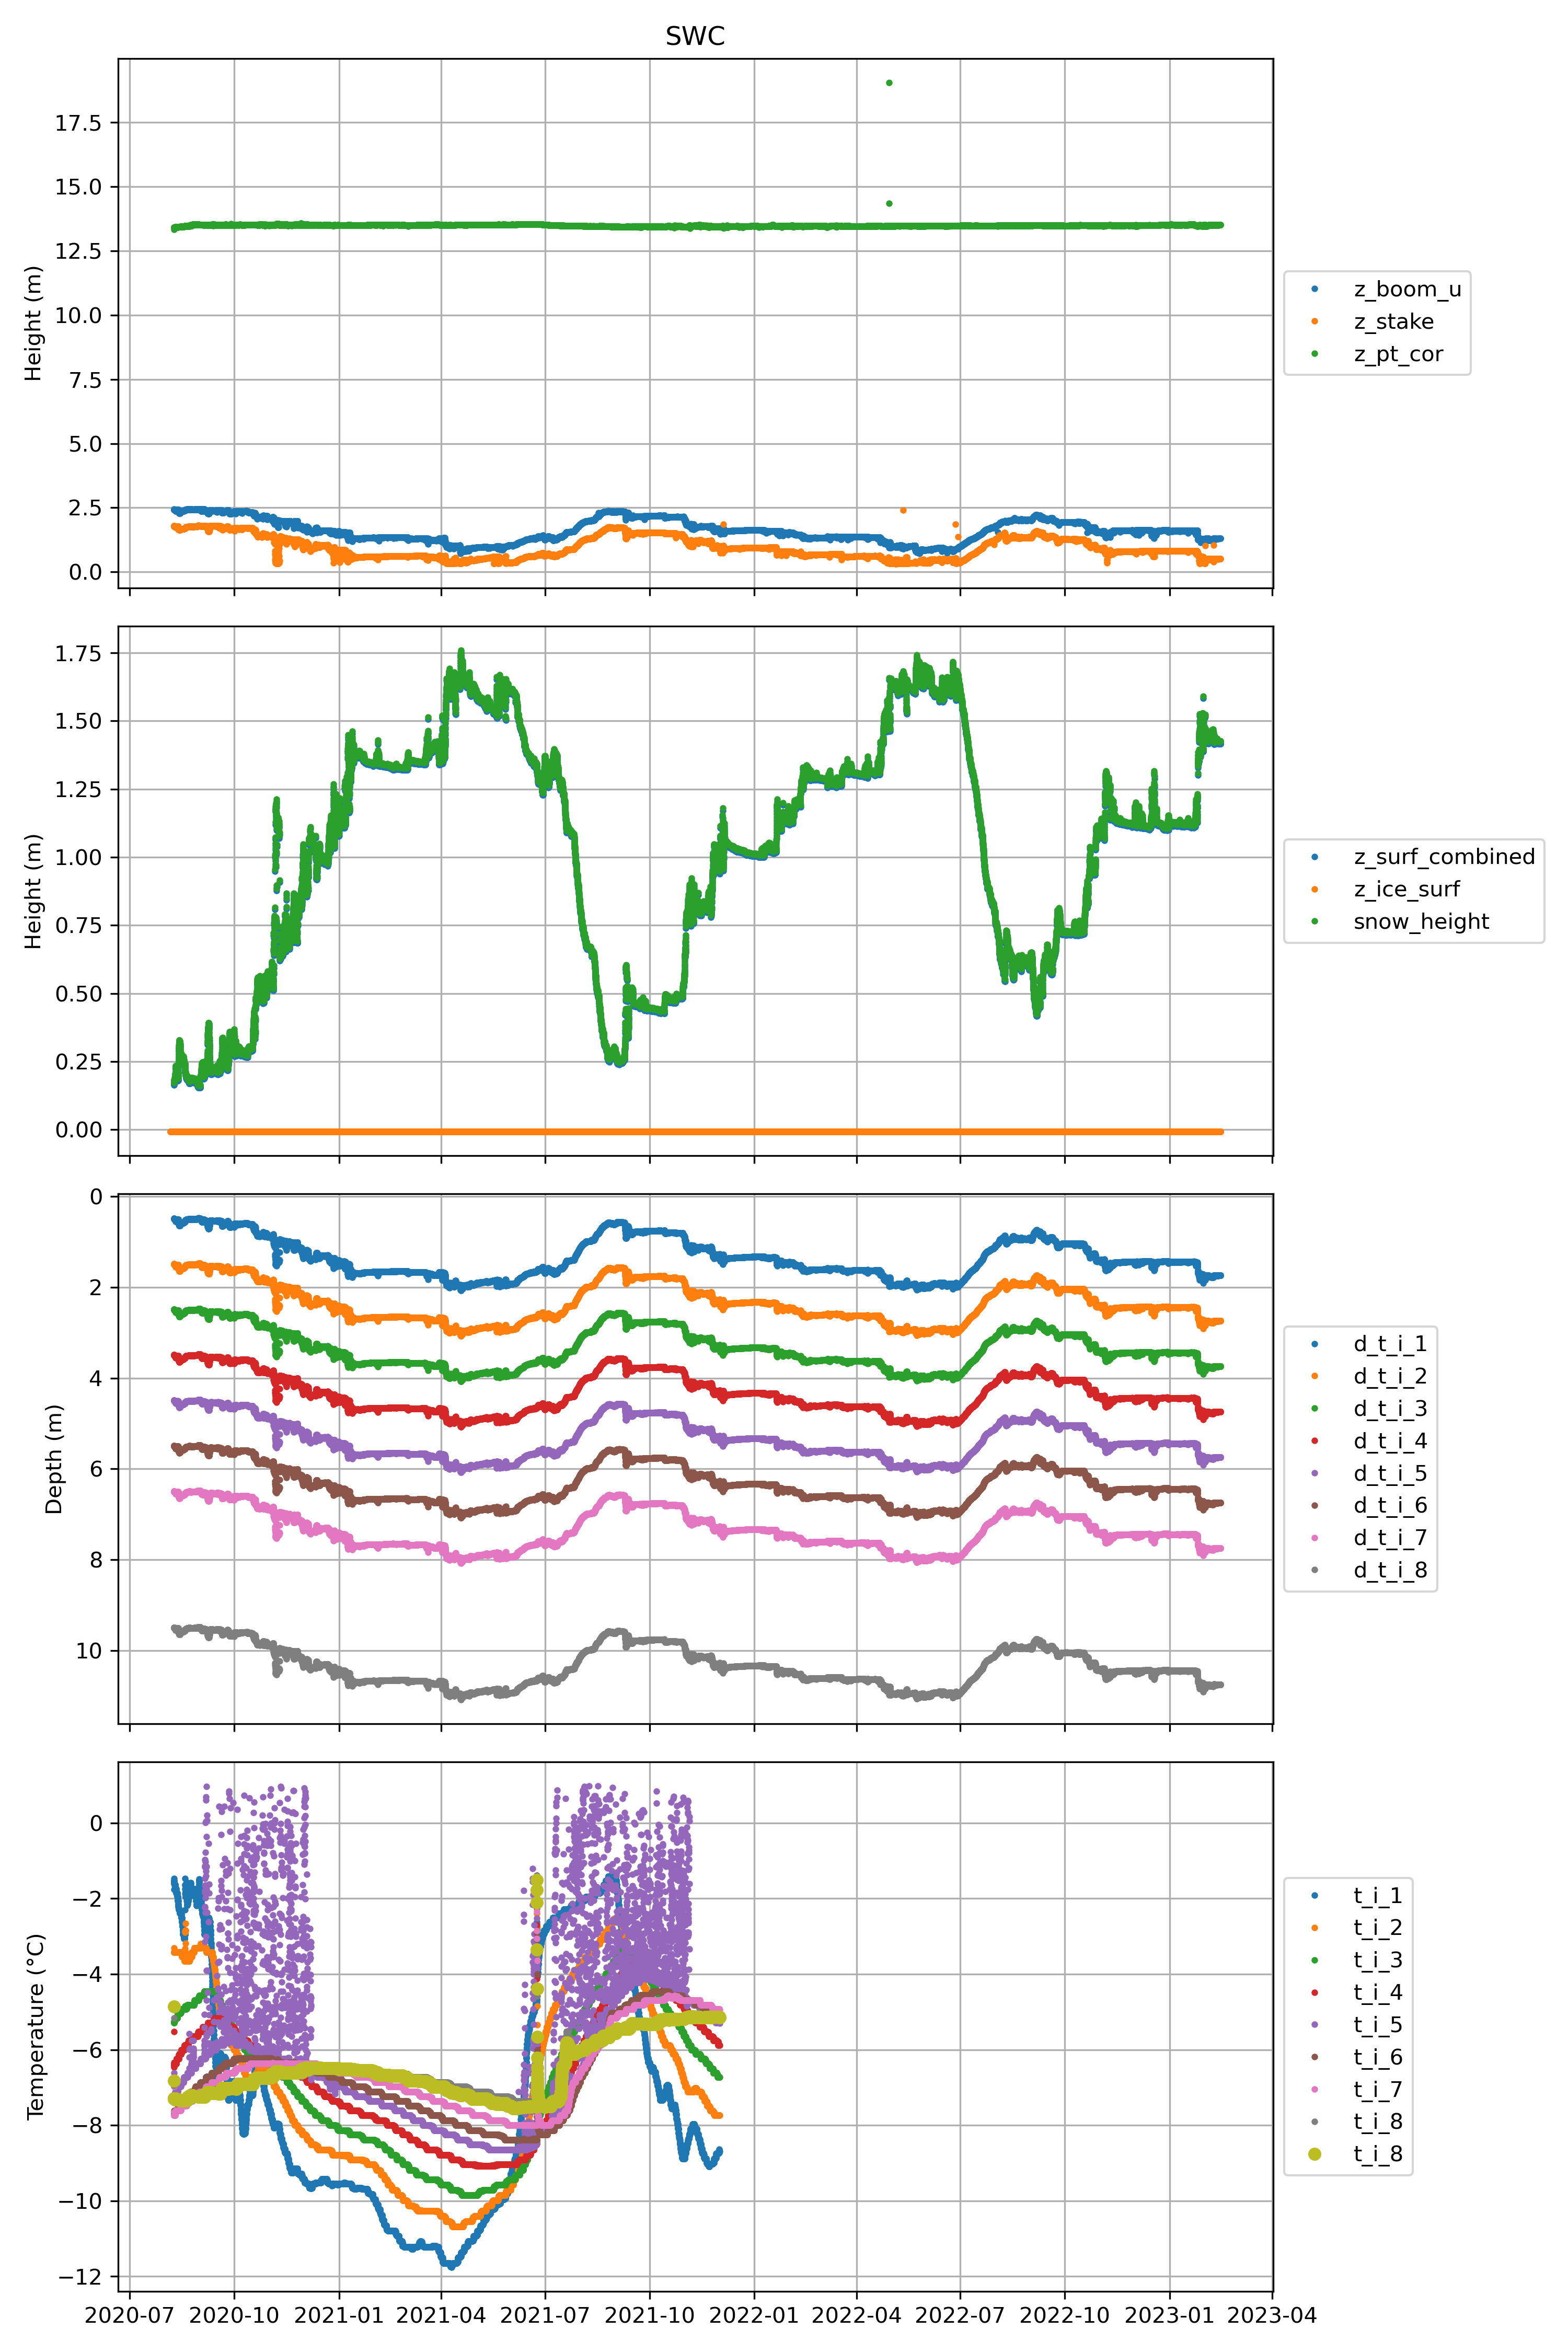 SWC
17.5
15.0
12.5
10.0
7.5
5.0
2.5
0.0
Height (m)
z_boom_u
z_stake
z_pt_cor
1.75
1.50
1.25
1.00
0.75
0.50
0.25
0.00
Height (m)
z_surf_combined
z_ice_surf
snow_height
0
2
4
6
8
10
Depth (m)
d_t_i_1
d_t_i_2
d_t_i_3
d_t_i_4
d_t_i_5
d_t_i_6
d_t_i_7
d_t_i_8
0
−2
−4
−6
−8
−10
−12
Temperature (°C)
t_i_1
t_i_2
t_i_3
t_i_4
t_i_5
t_i_6
t_i_7
t_i_8
t_i_8
2020-07 2020-10 2021-01 2021-04 2021-07 2021-10 2022-01 2022-04 2022-07 2022-10 2023-01 2023-04